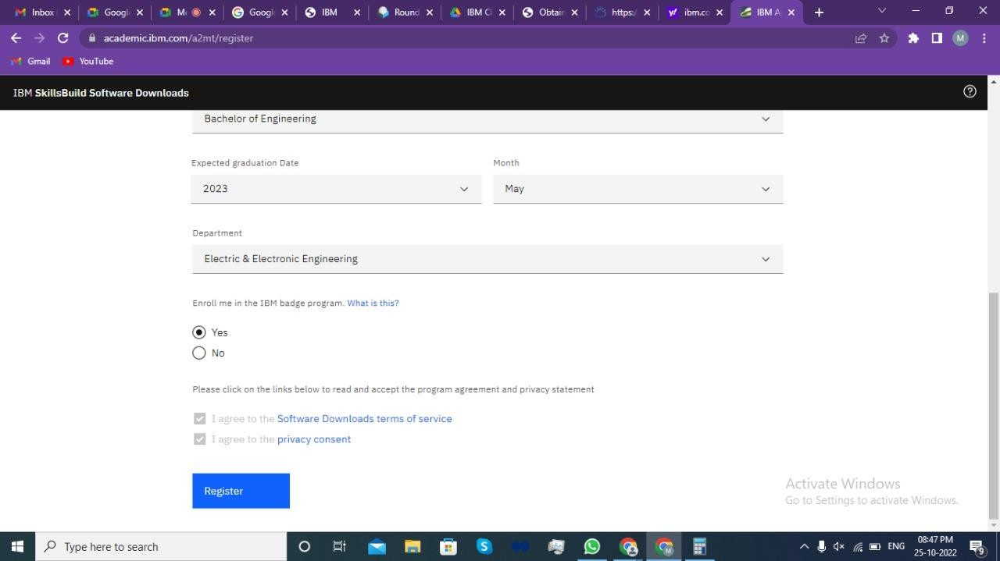 Inbox
Googl
M
Googl
IBM
Round
IBM Cl
Obtain
https:/
ibm.co
IBM A
academic.ibm.com/a2mt/register
M
Gmail
YouTube
IBM SkillsBuild Software Downloads
Bachelor of Engineering
Expected graduation Date
Month
2023
May
Department
Electric & Electronic Engineering
Enroll me in the IBM badge program. What is this?
Yes
No
Please click on the links below to read and accept the program agreement and privacy statement
I agree to the Software Downloads terms of service
I agree to the privacy consent
Register
Activate Windows
Go to Settings to activate Windows.
Type here to search
ENG
08:47 PM
25-10-2022
9